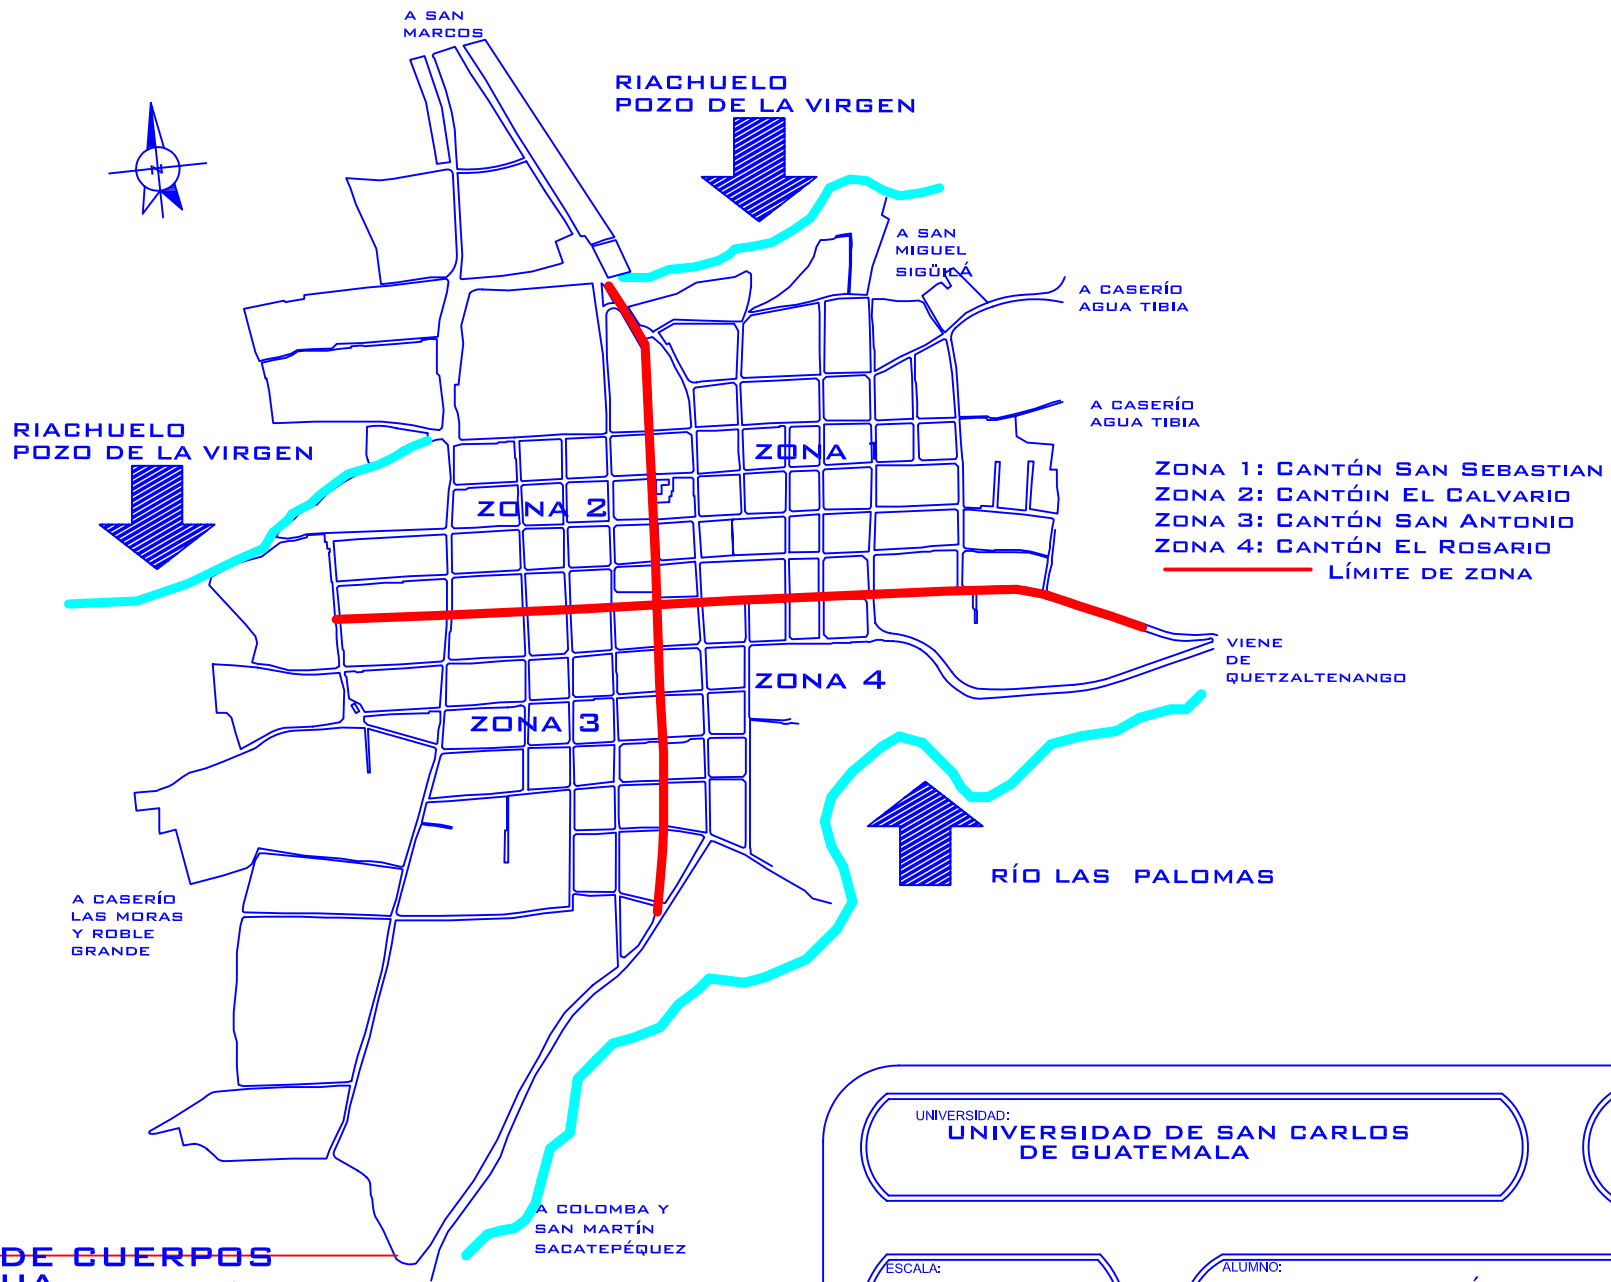 A SAN
MARCOS
RIACHUELO
POZO DE LA VIRGEN
N
A SAN
MIGUEL
SIGÜILÁ
A CASERÍO
AGUA TIBIA
A CASERÍO
AGUA TIBIA
RIACHUELO
POZO DE LA VIRGEN
ZONA 1
ZONA 2
ZONA 1: CANTÓN SAN SEBASTIAN
ZONA 2: CANTÓIN EL CALVARIO
ZONA 3: CANTÓN SAN ANTONIO
ZONA 4: CANTÓN EL ROSARIO
LÍMITE DE ZONA
VIENE
DE
QUETZALTENANGO
ZONA 4
ZONA 3
RÍO LAS PALOMAS
A CASERÍO
LAS MORAS
Y ROBLE
GRANDE
UNIVERSIDAD:
UNIVERSIDAD DE SAN CARLOS
DE GUATEMALA
A COLOMBA Y
SAN MARTÍN
SACATEPÉQUEZ
DE CUERPOS
ESCALA:
ALUMNO: